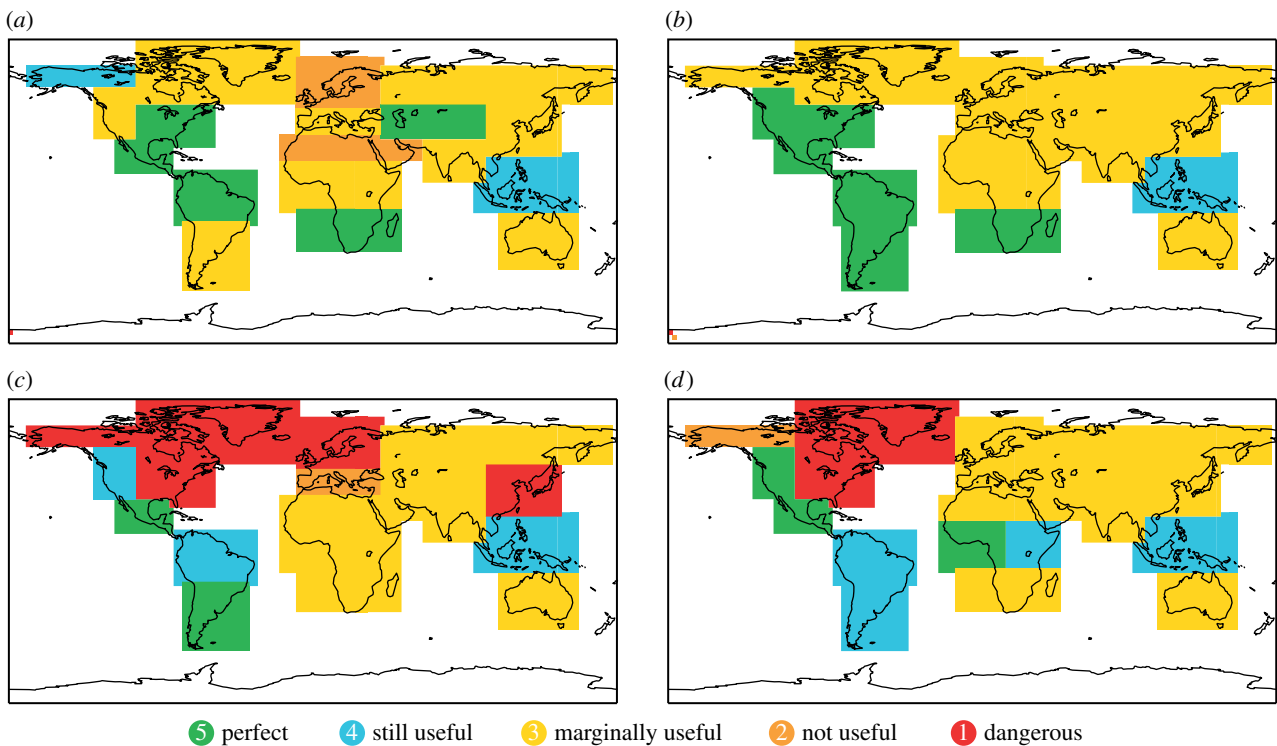 (a) (b)
(c) (d)
5 perfect 4 still useful 3 marginally useful 2 not useful 1 dangerous